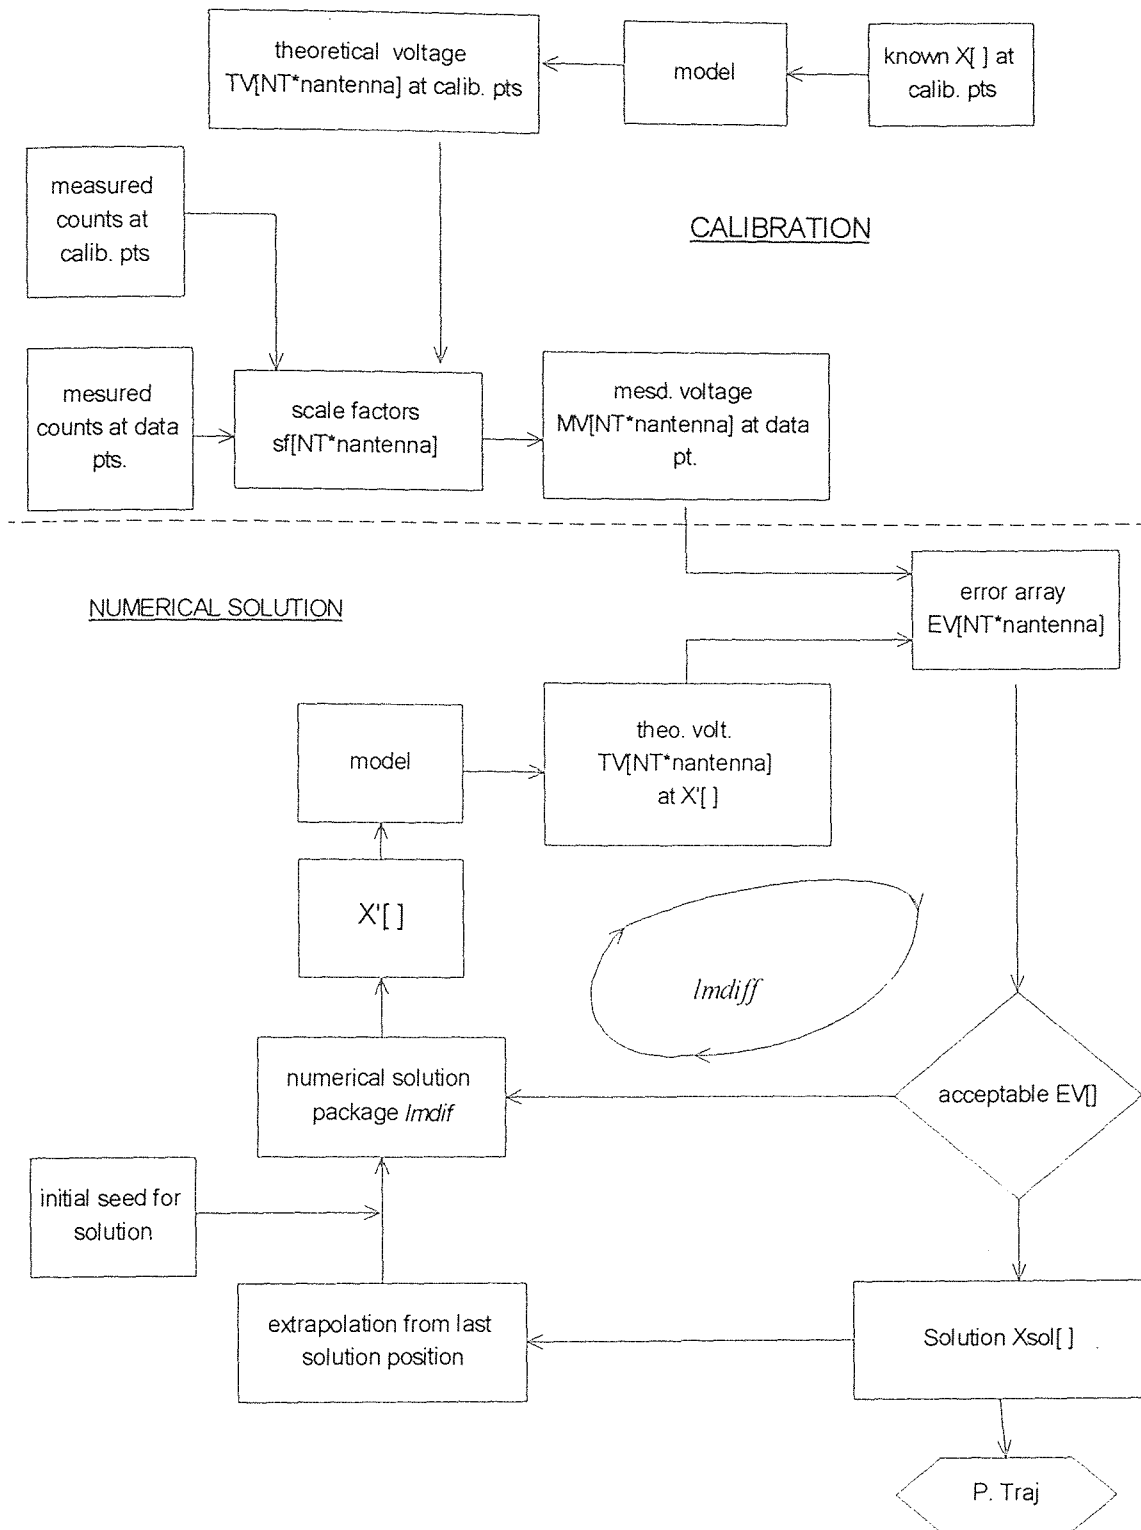 theoretical voltage
TV[NT*nantenna] at calib. pts
model
known X[ ] at
calib. pts
measured
counts at
calib. pts
CALIBRATION
mesured
counts at data
pts.
scale factors
sf[NT*nantenna]
mesd. voltage
MV[NT*nantenna] at data
pt.
NUMERICAL SOLUTION
error array
EV[NT*nantenna]
model
theo. volt.
TV[NT*nantenna]
at X'[ ]
X'[ ]
lmdiff
numerical solution
package lmdif
acceptable EV[]
initial seed for
solution
extrapolation from last
solution position
Solution Xsol[ ]
P. Traj